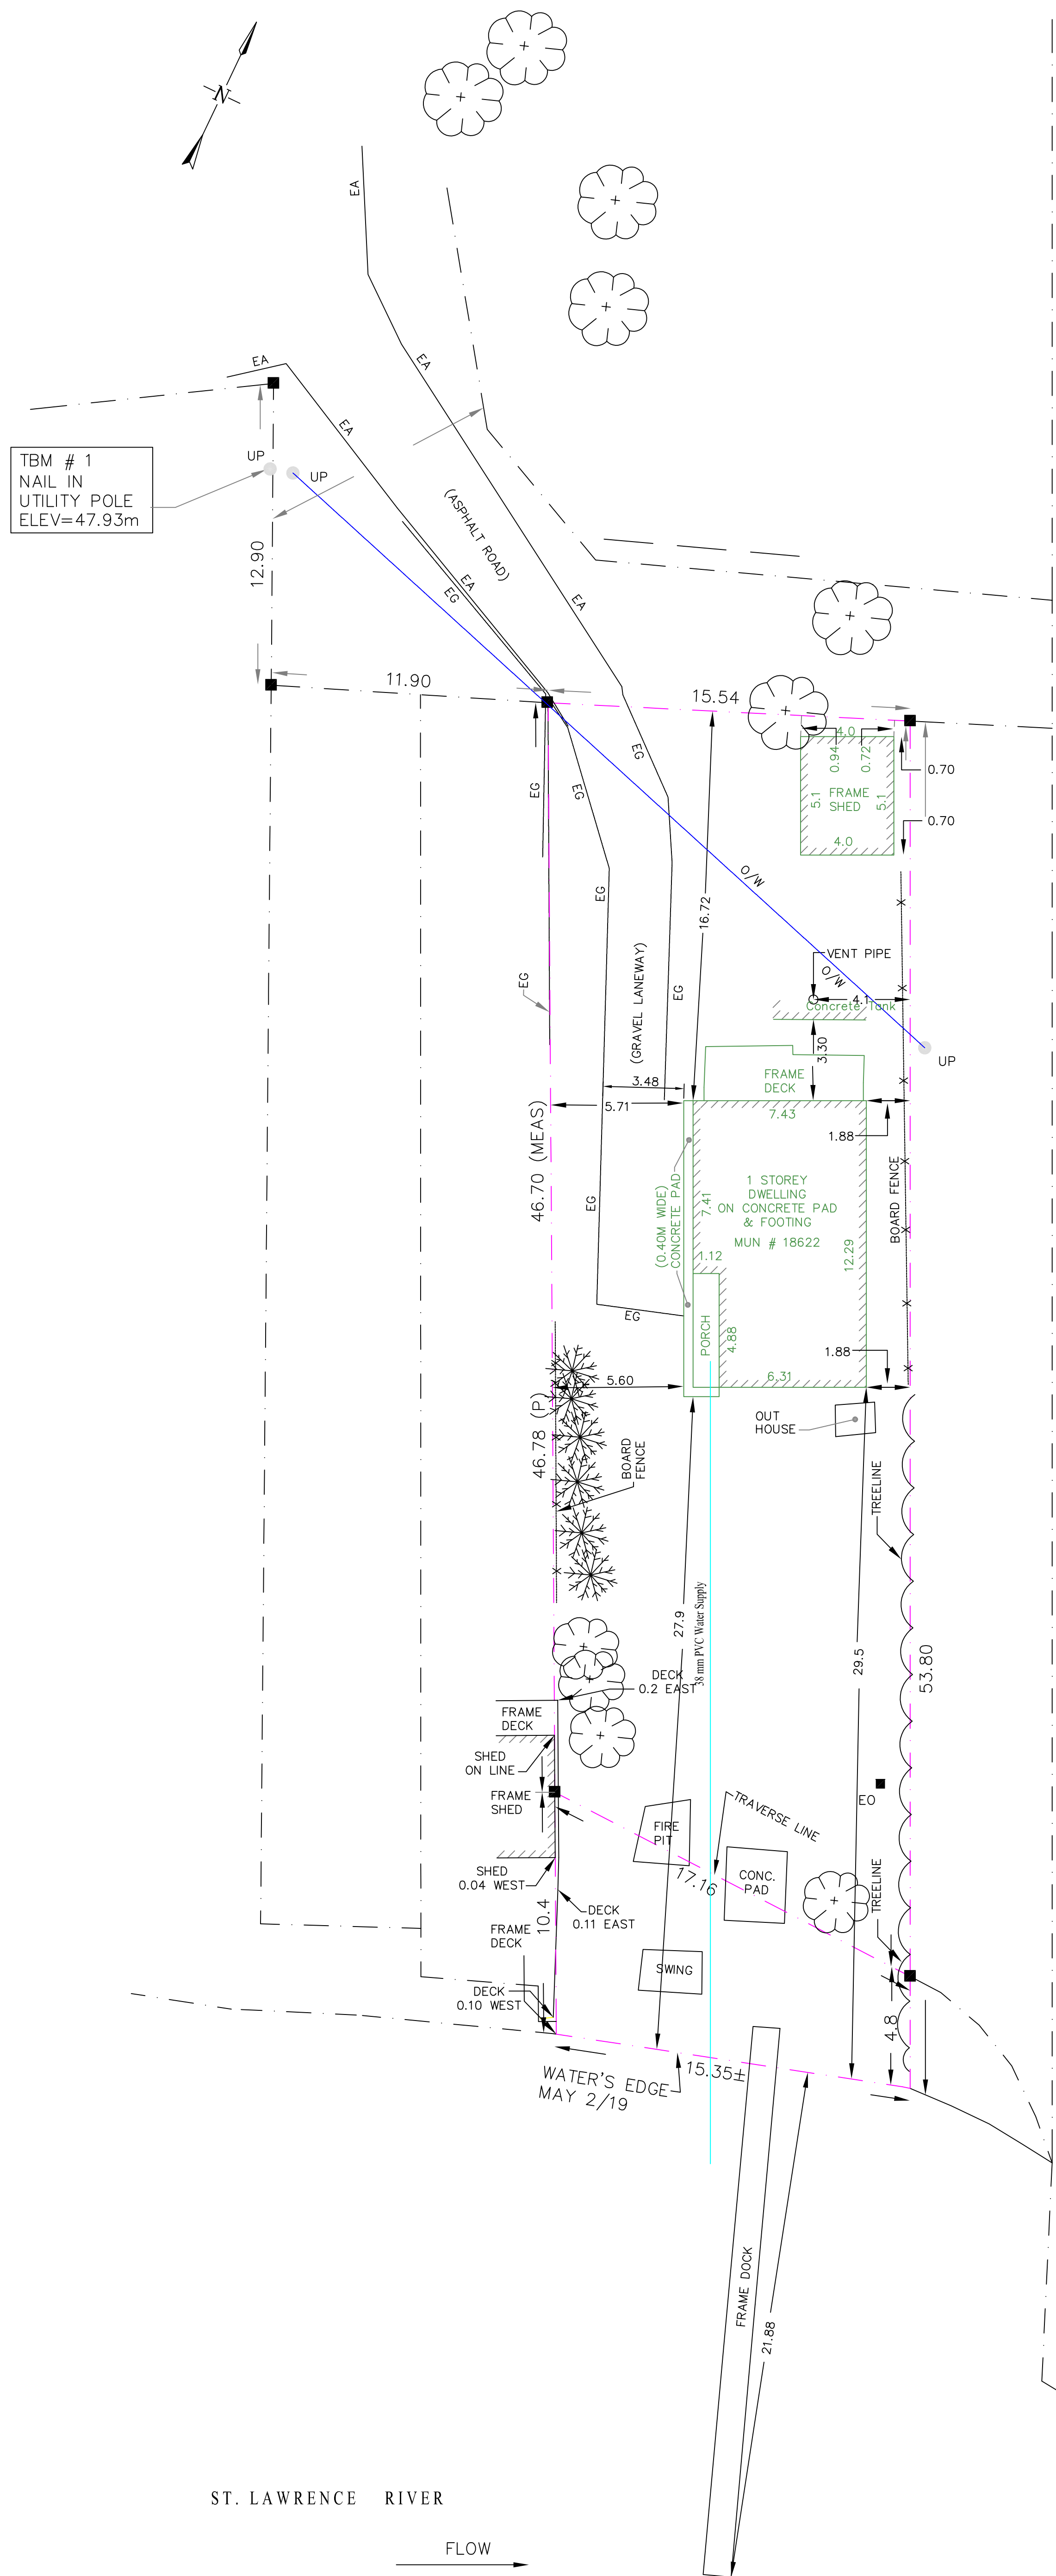 N
EA
EA
EA
EA
TBM # 1
NAIL IN
UTILITY POLE
ELEV=47.93m
UP
UP
(ASPHALT ROAD)
EA
EG
EA
12.90
11.90
15.54
4.0
0.94
0.72
0.70
5.1
FRAME
SHED
5.1
4.0
0.70
EG
EG
EG
EG
16.72
O/W
VENT PIPE
O/W
EG
(GRAVEL LANEWAY)
EG
4.1
Concrete Tank
3.30
UP
FRAME
DECK
3.48
5.71
7.43
1.88
46.70 (MEAS)
EG
(0.40M WIDE)
CONCRETE PAD
7.41
1 STOREY
DWELLING
ON CONCRETE PAD
& FOOTING
MUN # 18622
12.29
BOARD FENCE
1.12
EG
PORCH
4.88
1.88
5.60
6.31
46.78 (P)
OUT
HOUSE
BOARD
FENCE
TREELINE
27.9
38 mm PVC Water Supply
29.5
53.80
DECK
0.2 EAST
FRAME
DECK
SHED
ON LINE
FRAME
SHED
EO
FIRE
PIT
TRAVERSE LINE
17.16
CONC.
PAD
TREELINE
SHED
0.04 WEST
DECK
0.11 EAST
10.4
FRAME
DECK
SWING
DECK
0.10 WEST
4.8
15.35±
WATER'S EDGE
MAY 2/19
FRAME DOCK
21.88
ST. LAWRENCE RIVER
FLOW